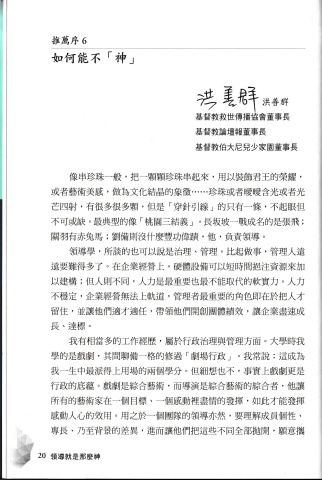 推薦序 6
如何能不「神」
洪善群 洪善群
基督教救世傳播協會董事長
基督教論壇報董事長
基督教伯大尼兒少家園董事長
像串珍珠一般，把一顆顆珍珠串起來，用以裝飾君王的榮耀，
或者藝術美感，做為文化結晶的象徵⋯⋯珍珠或者曖曖含光或者光
芒四射，有很多很多顆，但是「穿針引線」的只有一條，不起眼但
不可或缺。最典型的像「桃園三結義」，長坂坡一戰成名的是張飛；
關羽有赤兔馬；劉備則沒什麼豐功偉蹟。他，負責領導。
領導學，所談的也可以說是治理、管理。比起做事，管理人遠
遠要難得多了。在企業經營上，硬體設備可以短時間挹注資源來加
以建構；但人則不同，人力是最重要也最不能取代的軟實力。人力
不穩定，企業經營無法上軌道，管理者最重要的角色即在於把人才
留住，並讓他們適才適任，帶領他們開創團體績效，讓企業盡速成
長、達標。
我有相當多的工作經歷，屬於行政治理與管理方面。大學時我
學的是戲劇，其間聊備一格的修過「劇場行政」。我常說：這成為
我一生中最派得上用場的兩個學分。但細想也不，事實上戲劇更是
行政的底蘊。戲劇是綜合藝術，而導演是綜合藝術的綜合者，他讓
所有的藝術家在一個目標、一個感動裡盡情的發揮，如此才能發揮
感動人心的效用。用之於一個團隊的領導亦然，要理解成員個性、
專長、乃至背景的差異，進而讓他們把這些不同全部拋開，願意攜
20 領導就是那麼神